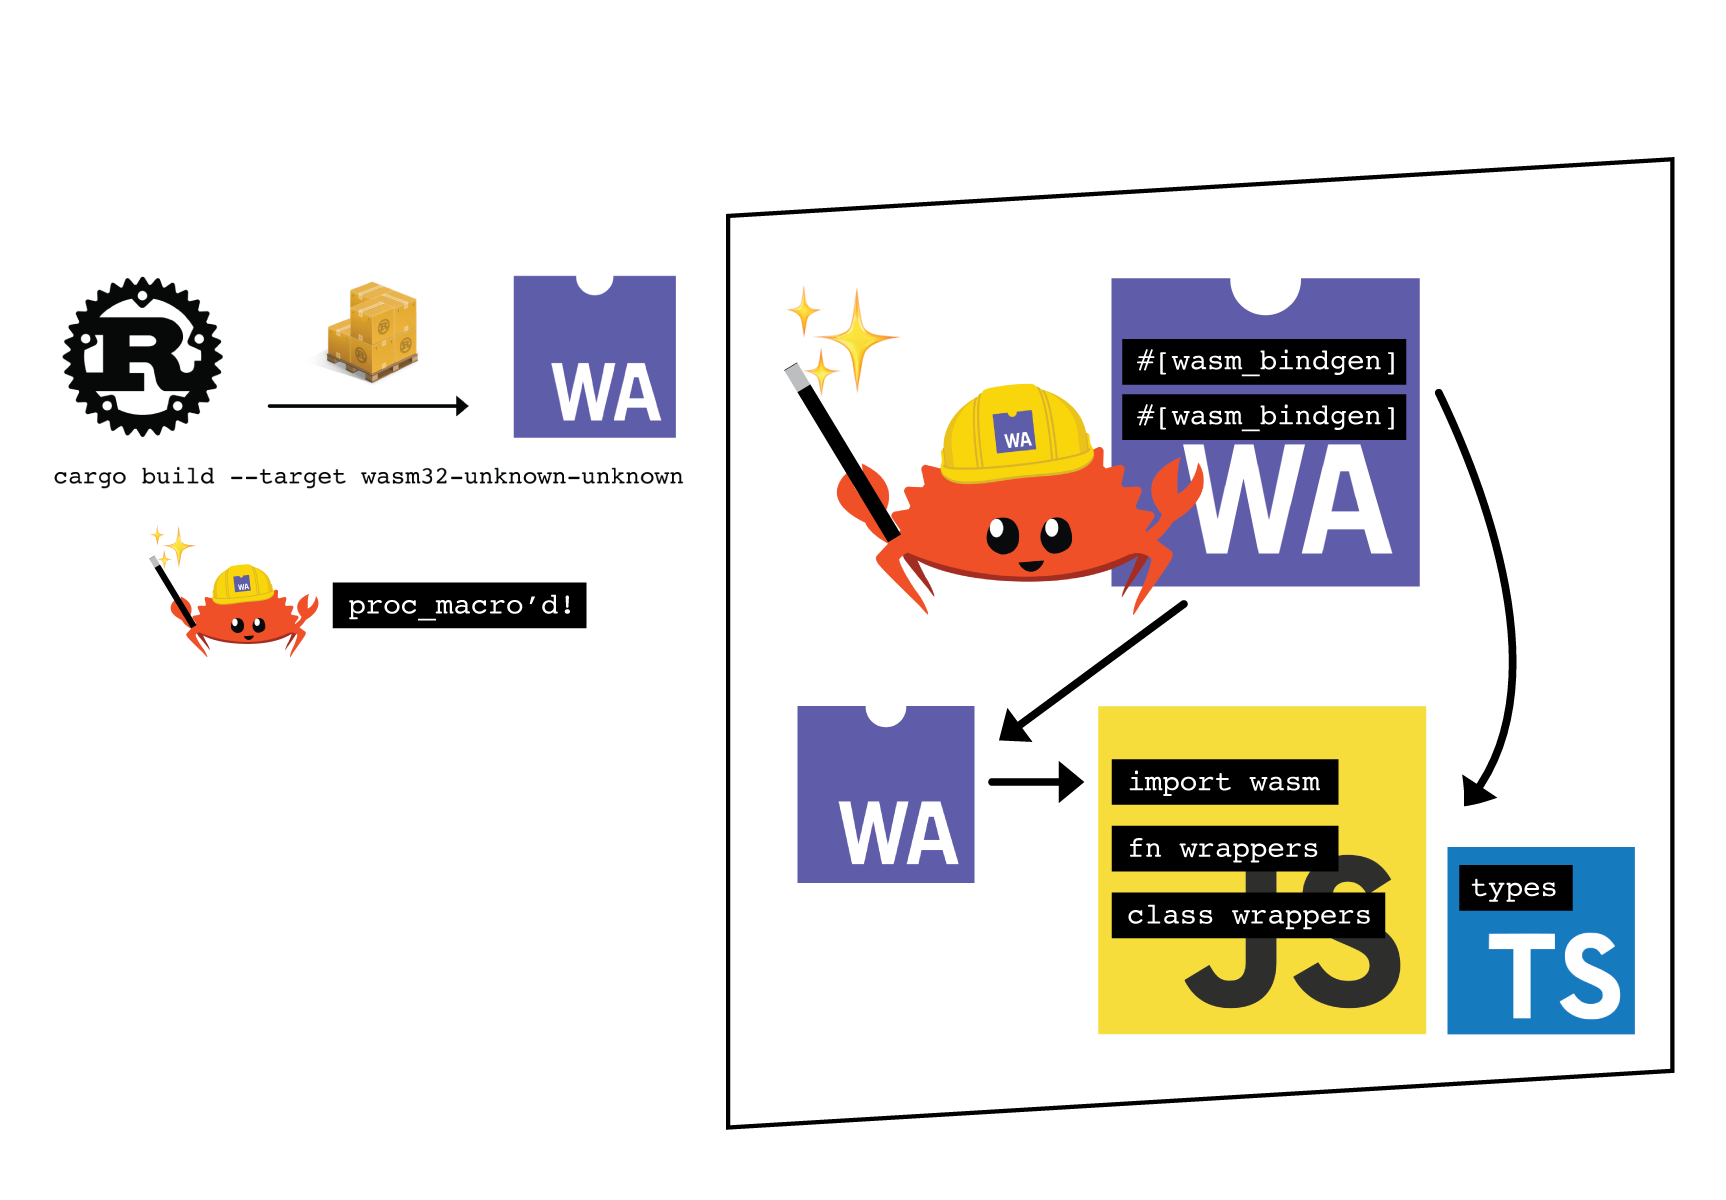 R
WA
cargo build --target wasm32-unknown-unknown
WA
proc_macro’d!
#[wasm_bindgen]
#[wasm_bindgen]
WA
WA
WA
import wasm
fn wrappers
class wrappers
JS
types
TS